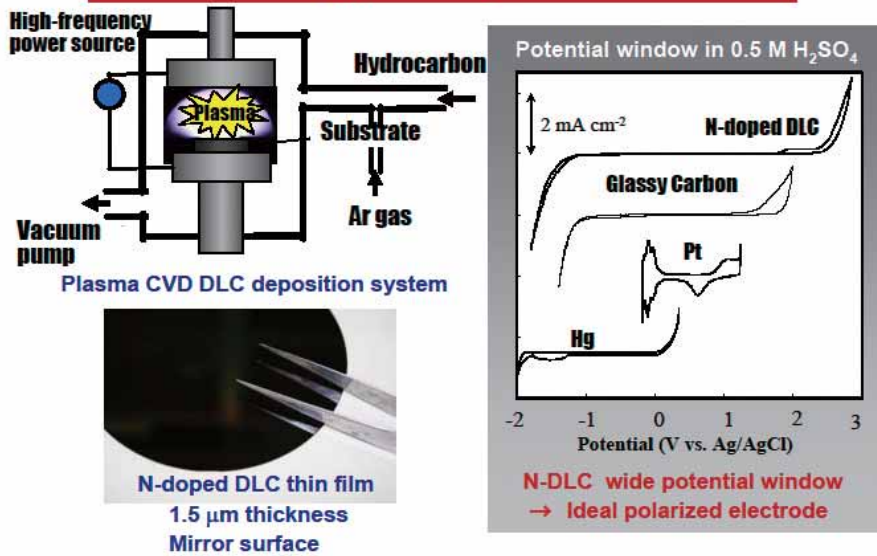 High-frequency
power source
Plasma
Hydrocarbon
Substrate
Ar gas
Vacuum
pump
Plasma CVD DLC deposition system
N-doped DLC thin film
1.5 μm thickness
Mirror surface
Potential window in 0.5 M H₂SO₄
2 mA cm⁻²
N-doped DLC
Glassy Carbon
Pt
Hg
-2 -1 0 1 2 3
Potential (V vs. Ag/AgCl)
N-DLC wide potential window
→ Ideal polarized electrode